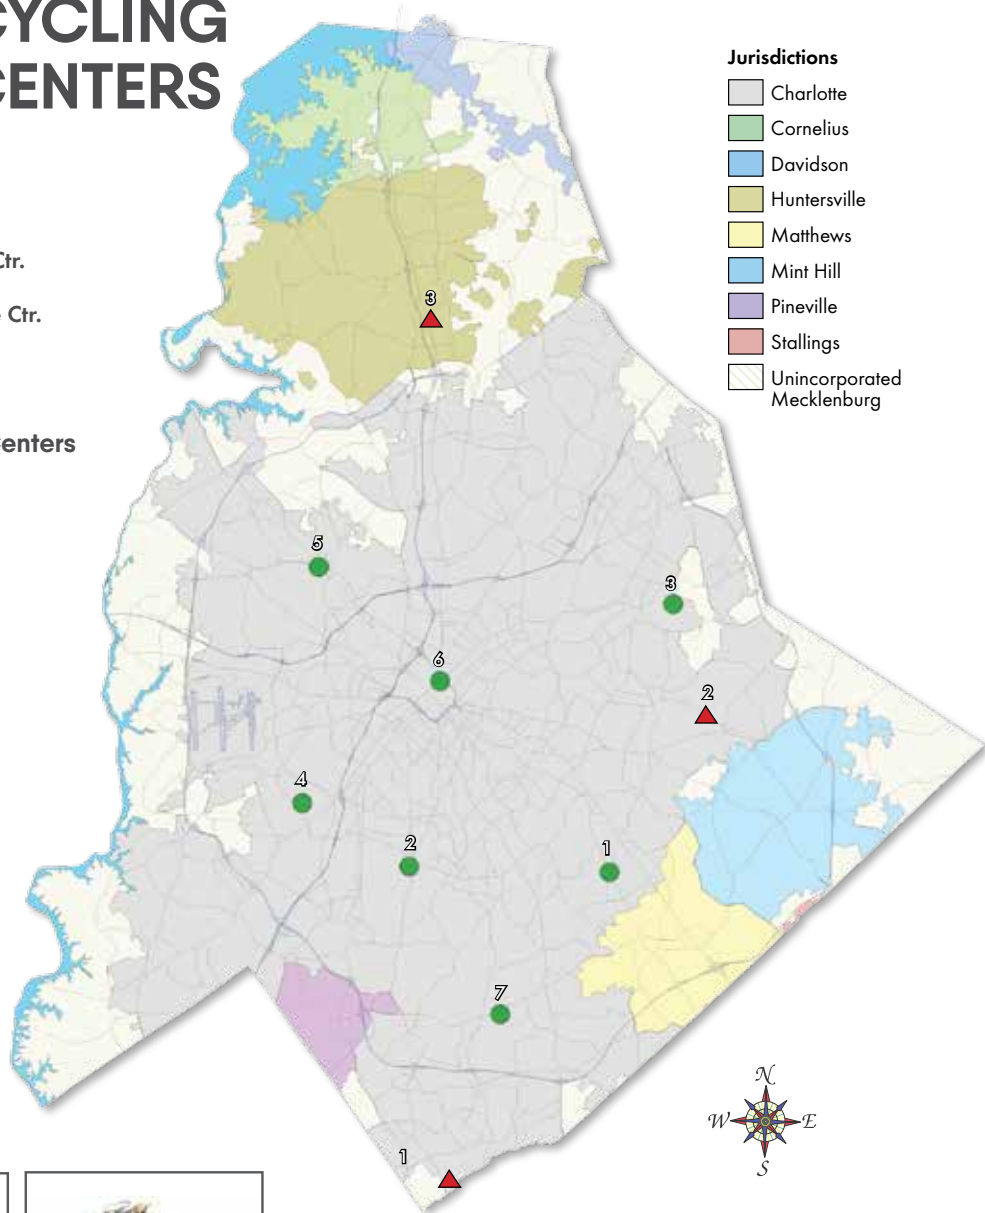 CYCLING
CENTERS
Ctr.
Ctr.
enters
Jurisdictions
Charlotte
Cornelius
Davidson
Huntersville
Matthews
Mint Hill
Pineville
Stallings
Unincorporated
Mecklenburg
3
5
3
6
2
4
2
1
7
1
N
W E
S